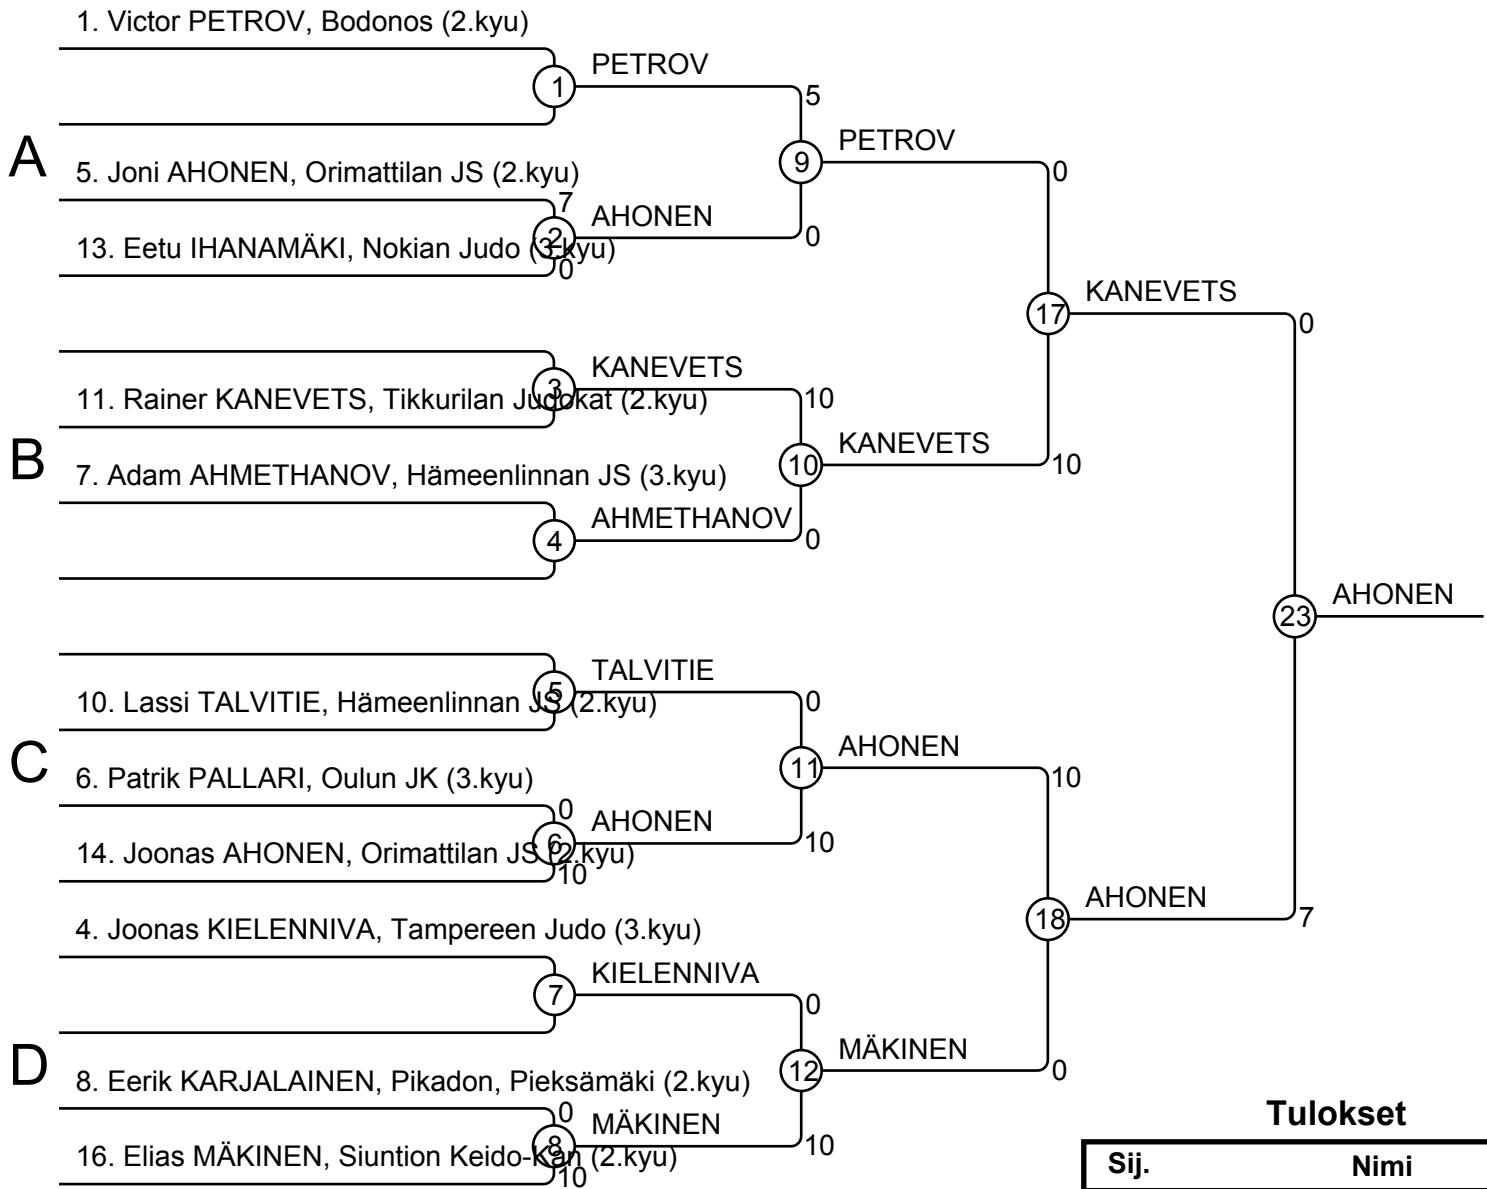 1. Victor PETROV, Bodonos (2.kyu)
PETROV
1
5
A
PETROV
9
0
5. Joni AHONEN, Orimattilan JS (2.kyu)
7
AHONEN
2
0
13. Eetu IHANAMÄKI, Nokian Judo (3.kyu)
0
KANEVETS
17
0
KANEVETS
3
10
11. Rainer KANEVETS, Tikkurilan Judokat (2.kyu)
B
KANEVETS
10
10
7. Adam AHMETHANOV, Hämeenlinnan JS (3.kyu)
AHMETHANOV
4
0
AHONEN
23
TALVITIE
5
0
10. Lassi TALVITIE, Hämeenlinnan JS (2.kyu)
C
AHONEN
11
10
6. Patrik PALLARI, Oulun JK (3.kyu)
0
AHONEN
6
10
14. Joonas AHONEN, Orimattilan JS (2.kyu)
10
AHONEN
18
7
4. Joonas KIELENNIVA, Tampereen Judo (3.kyu)
KIELENNIVA
7
0
D
MÄKINEN
12
0
8. Eerik KARJALAINEN, Pikadon, Pieksämäki (2.kyu)
0
MÄKINEN
8
10
16. Elias MÄKINEN, Siuntion Keido-Kan (2.kyu)
10
Tulokset
Sij. Nimi